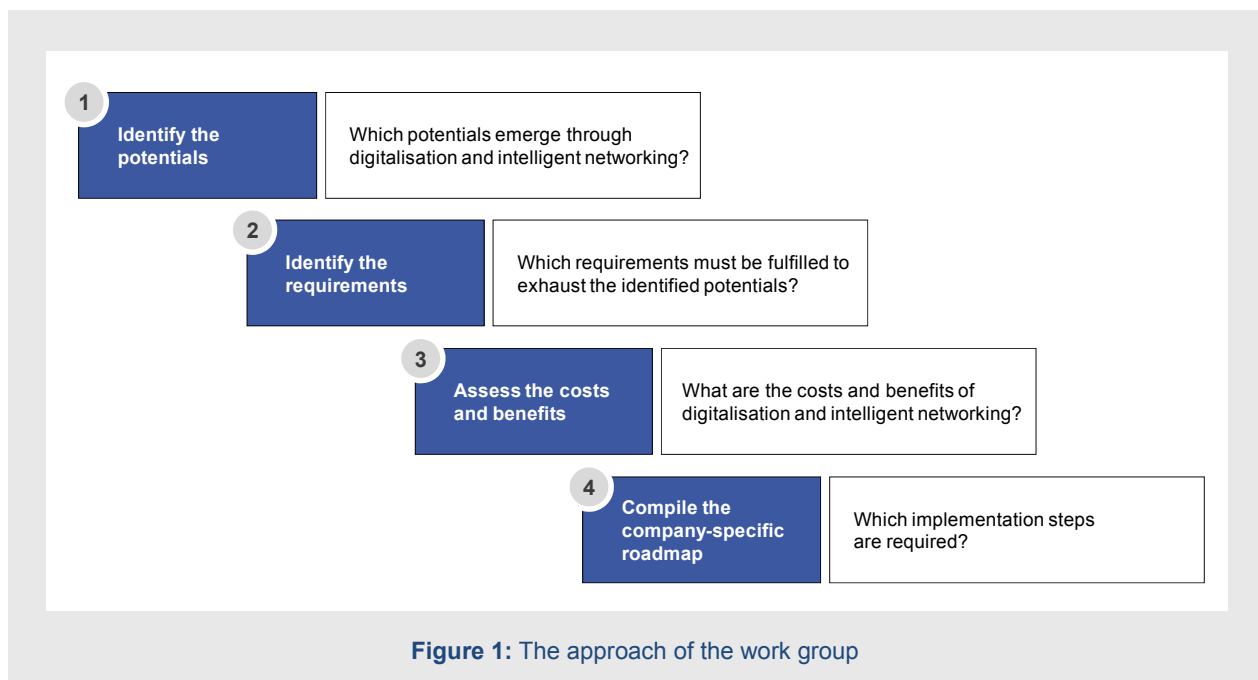 1
Identify the
potentials
Which potentials emerge through
digitalisation and intelligent networking?
2
Identify the
requirements
Which requirements must be fulfilled to
exhaust the identified potentials?
3
Assess the costs
and benefits
What are the costs and benefits of
digitalisation and intelligent networking?
4
Compile the
company-specific
roadmap
Which implementation steps
are required?
Figure 1: The approach of the work group